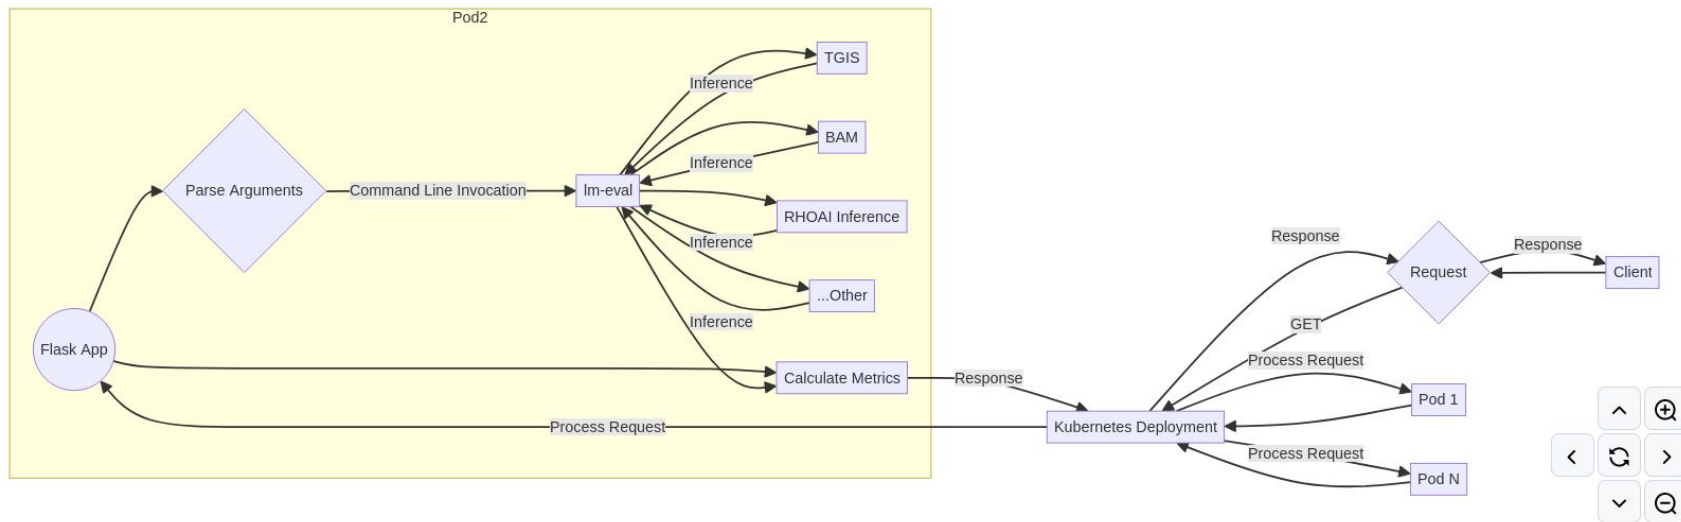 Pod2
TGIS
Inference
BAM
Inference
Parse Arguments
Command Line Invocation
lm-eval
RHOAI Inference
Inference
...Other
Inference
Flask App
Calculate Metrics
Response
Process Request
Kubernetes Deployment
Response
Request
Response
Client
GET
Process Request
Pod 1
Process Request
Pod N